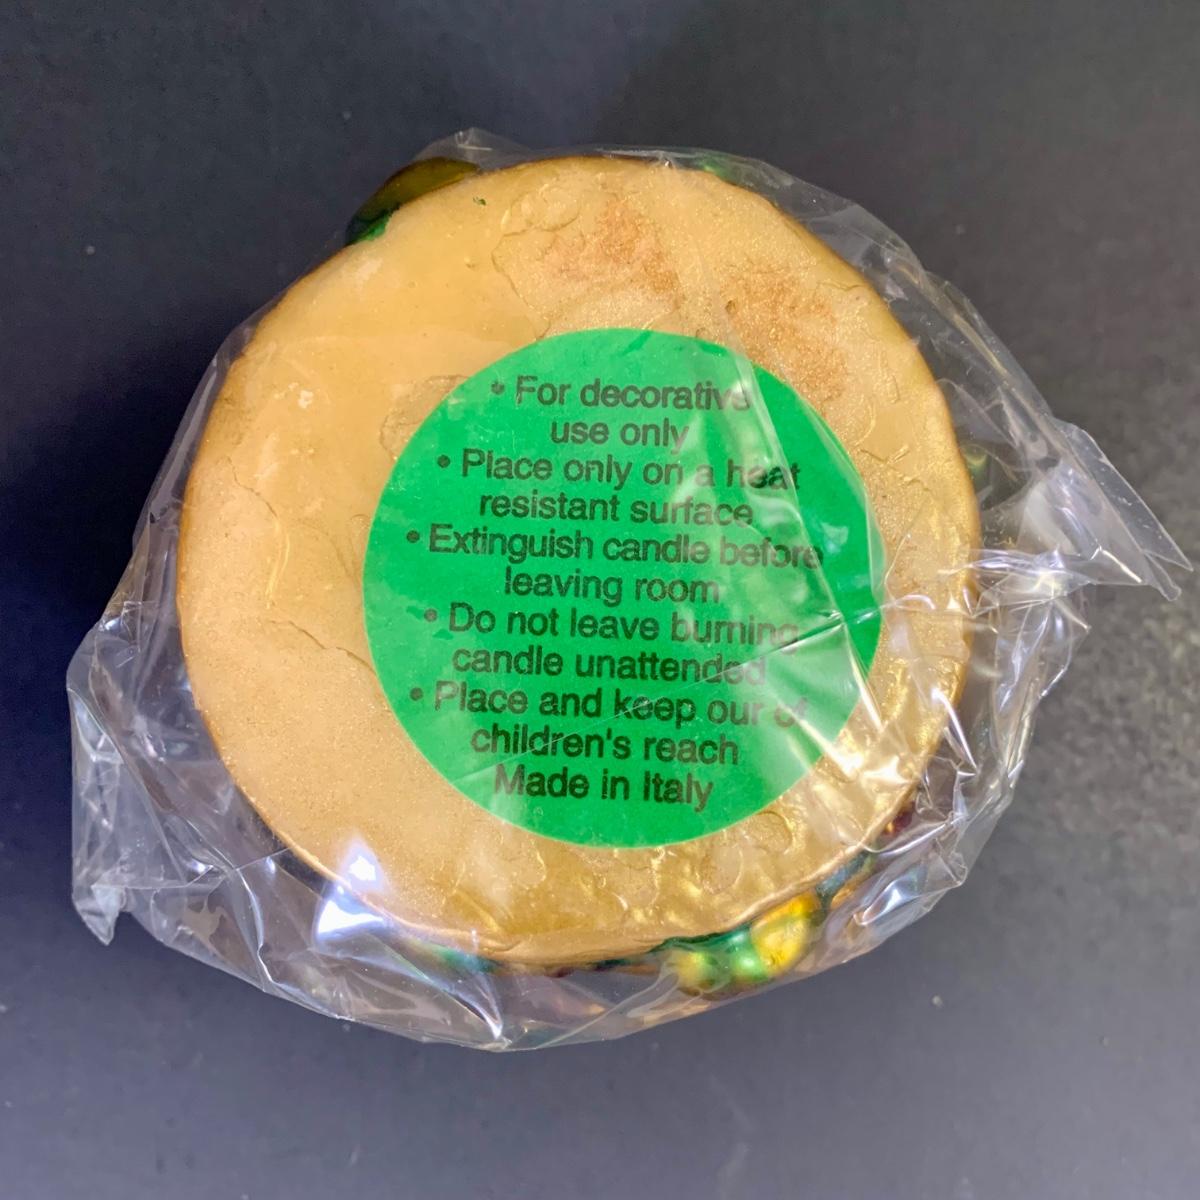 • For decorative
use only
• Place only on a heat
resistant surface
• Extinguish candle before
leaving room
• Do not leave burning
candle unattended
• Place and keep our of
children's reach
Made in Italy